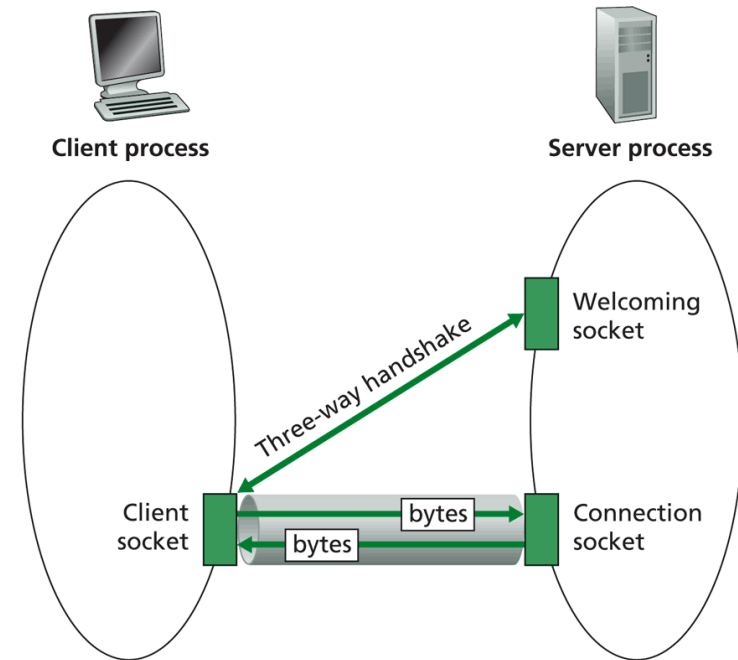 Client process
Server process
Welcoming
socket
Three-way handshake
Client
socket
bytes
bytes
Connection
socket